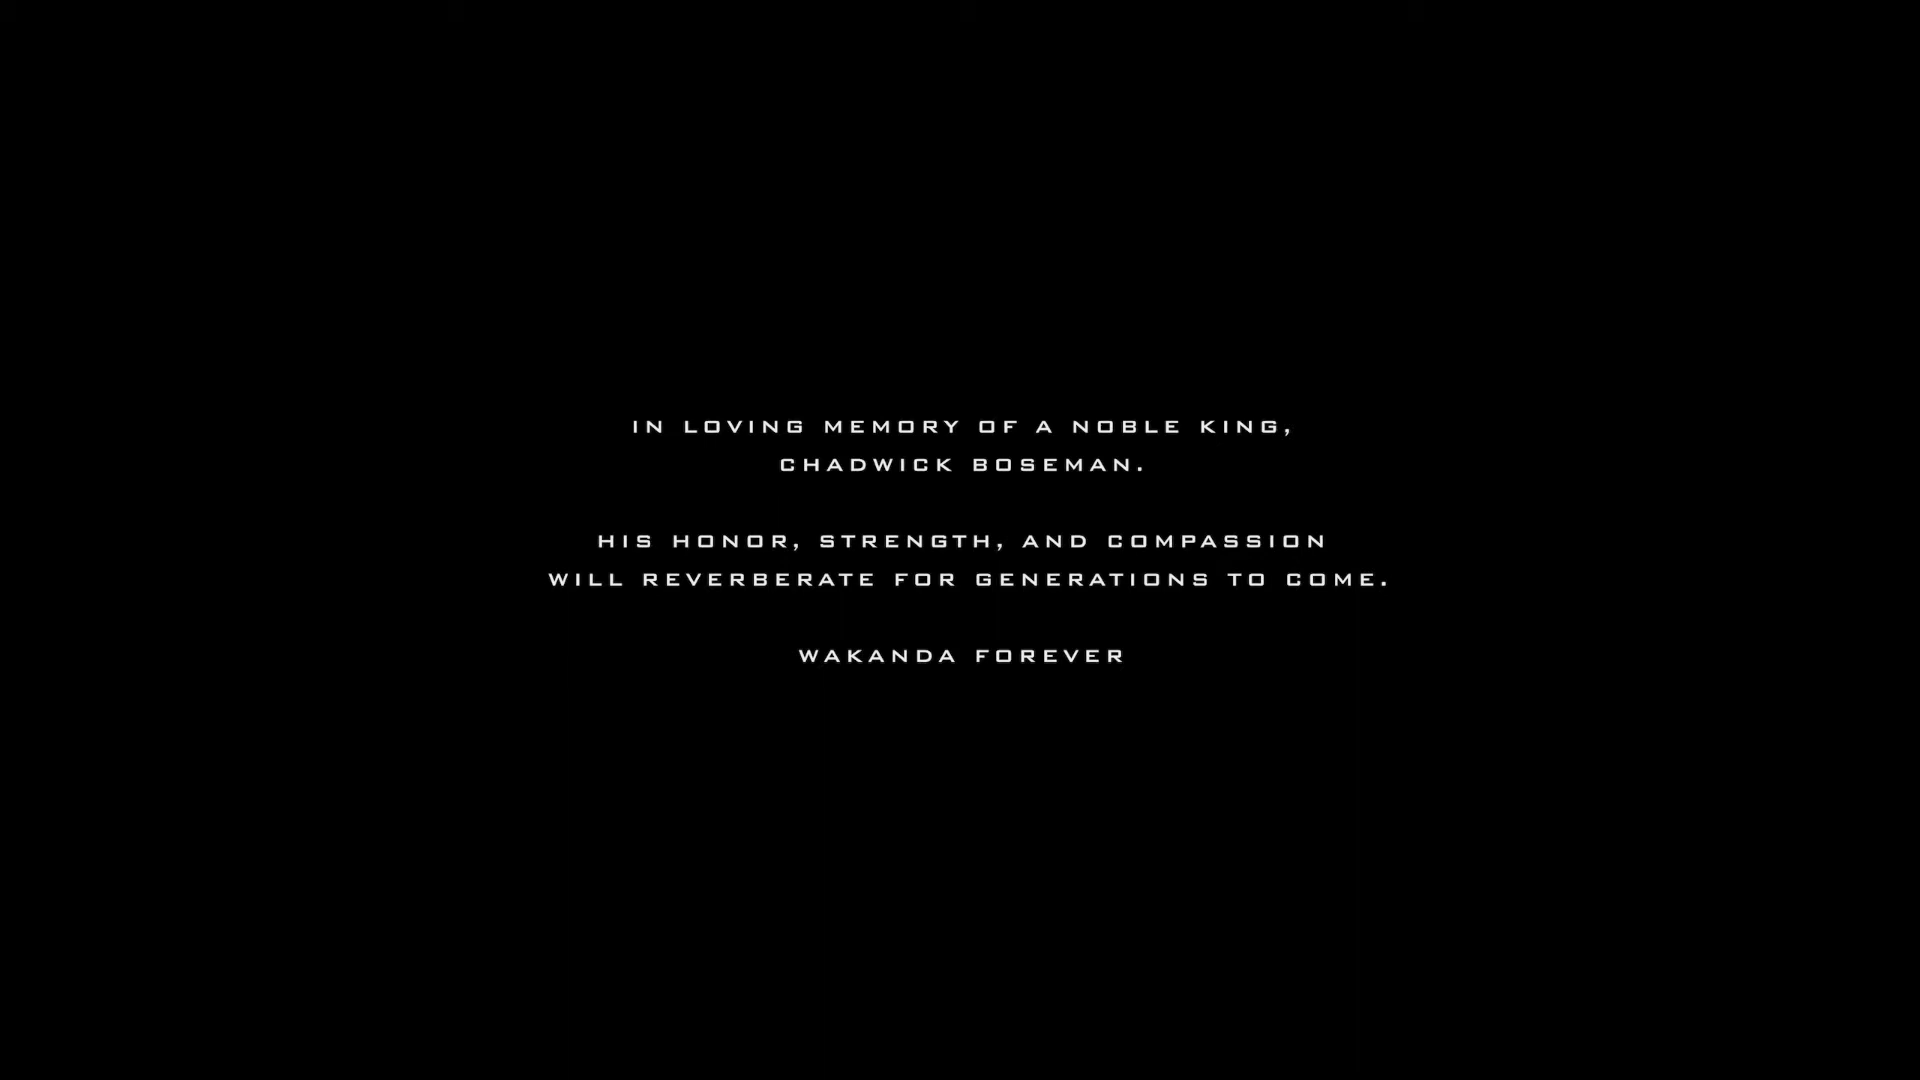 IN LOVING MEMORY OF A NOBLE KING,
CHADWICK BOSEMAN.
HIS HONOR, STRENGTH, AND COMPASSION
WILL REVERBERATE FOR GENERATIONS TO COME.
WAKANDA FOREVER